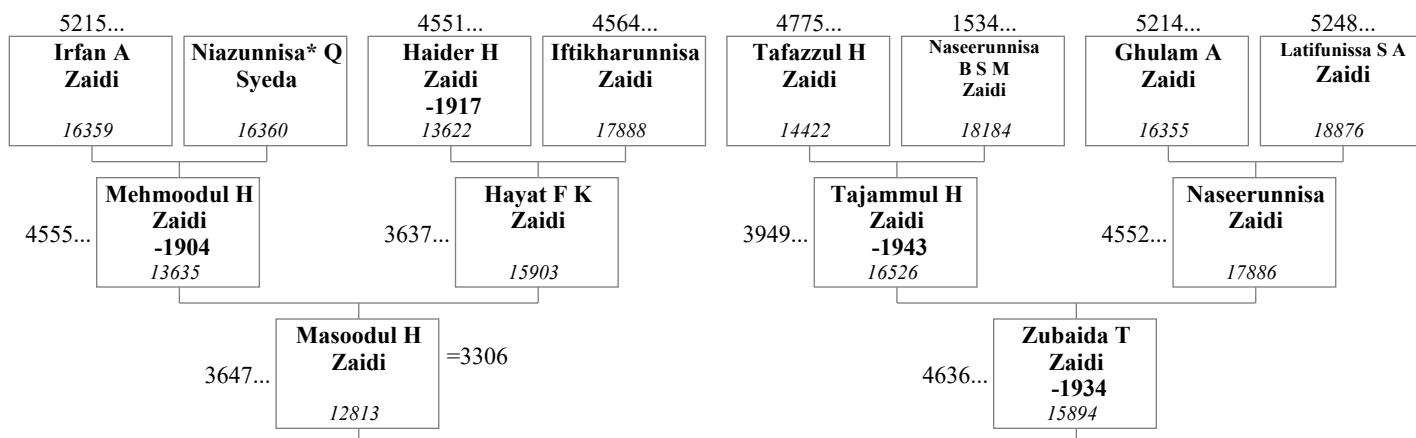 5215...
4551...
4564...
4775...
1534...
5214...
5248...
Irfan A
Zaidi
16359
Niazunnisa* Q
Syeda
16360
Haider H
Zaidi
-1917
13622
Iftikharunnisa
Zaidi
17888
Tafazzul H
Zaidi
14422
Naseerunnisa
B S M
Zaidi
18184
Ghulam A
Zaidi
16355
Latifunissa S A
Zaidi
18876
4555...
Mehmoodul H
Zaidi
-1904
13635
3637...
Hayat F K
Zaidi
15903
3949...
Tajammul H
Zaidi
-1943
16526
4552...
Naseerunnisa
Zaidi
17886
3647...
Masoodul H
Zaidi
12813
=3306
4636...
Zubaida T
Zaidi
-1934
15894